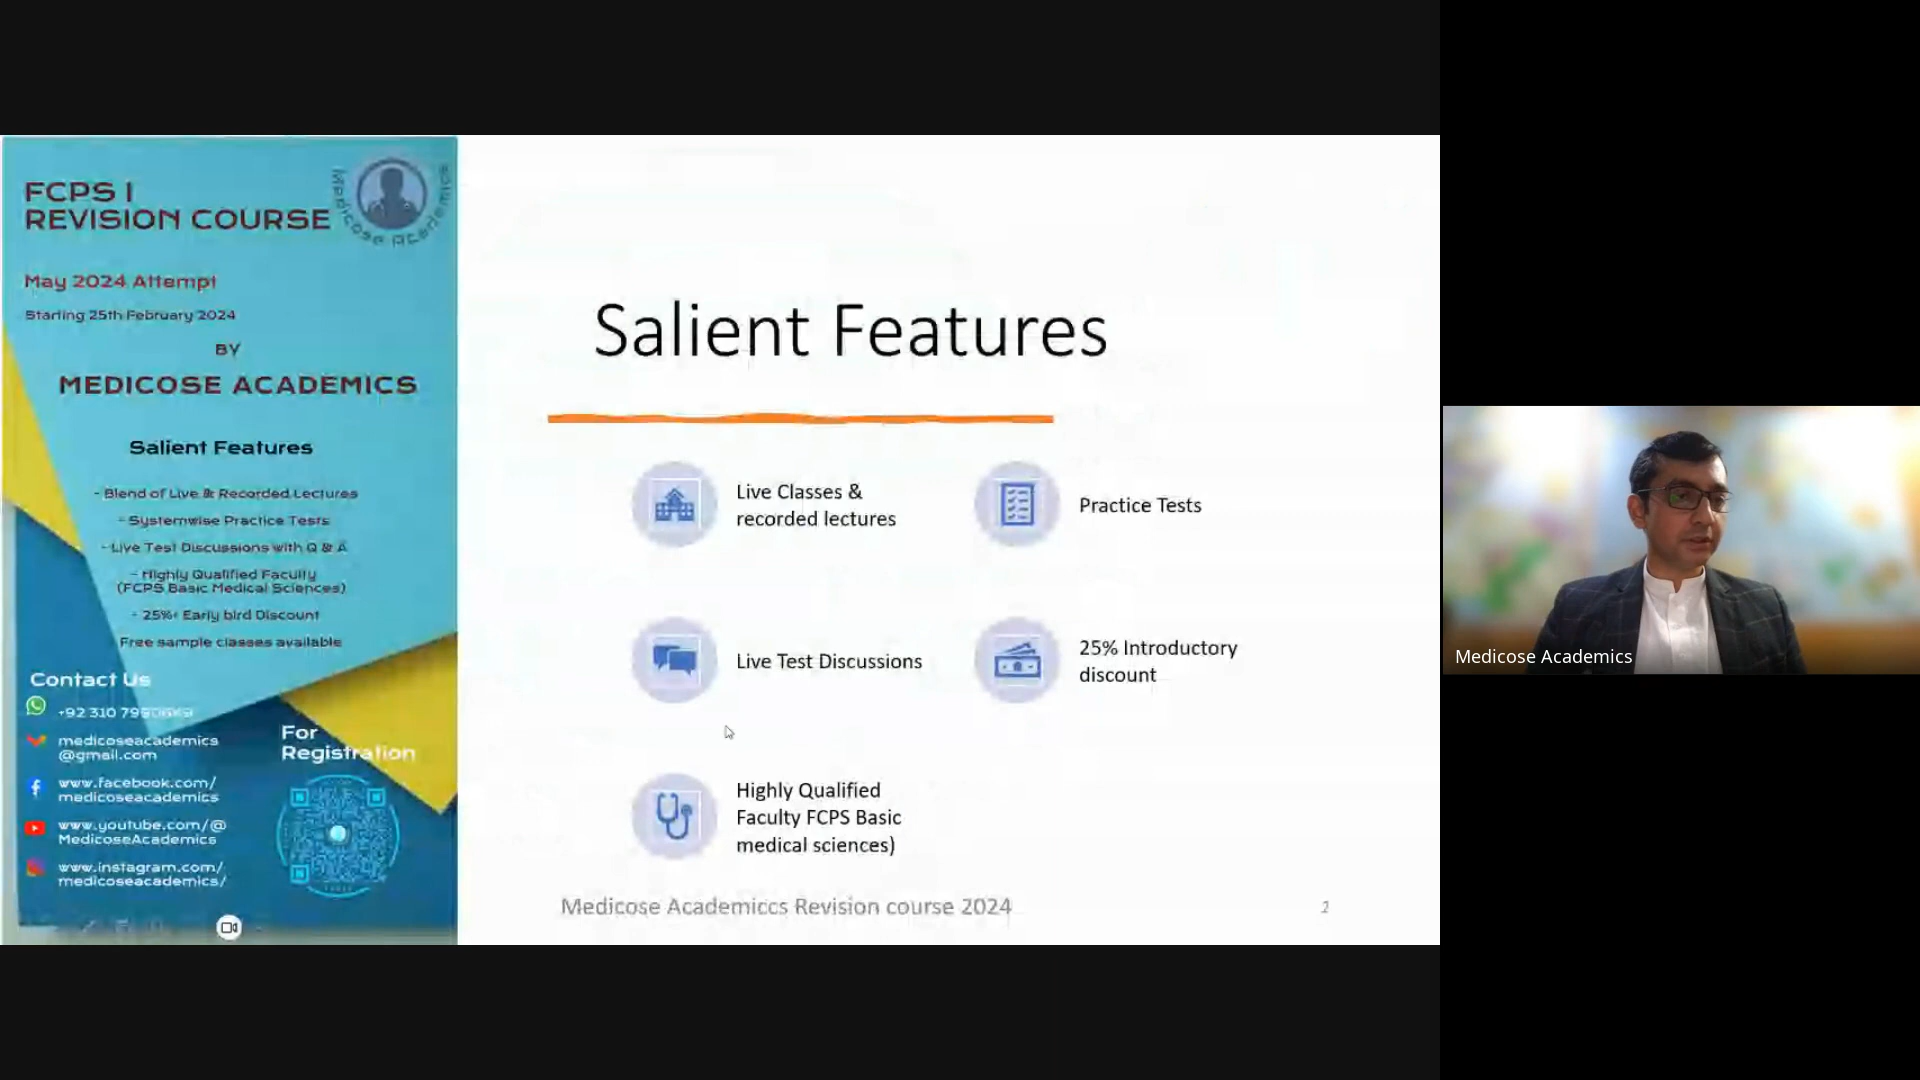 FCPS I
REVISION COURSE
Medicose Academics
May 2024 Attempt
Starting 25th February 2024
BY
MEDICOSE ACADEMICS
Salient Features
- Blend of Live & Recorded Lectures
- Systemwise Practice Tests
- Live Test Discussions with Q & A
- Highly Qualified Faculty
(FCPS Basic Medical Sciences)
- 25%+ Early bird Discount
Free sample classes available
Contact Us
+92 310
medicoseacademics
@gmail.com
www.facebook.com/
medicoseacademics
www.youtube.com/@
MedicoseAcademics
www.instagram.com/
medicoseacademics/
For
Registration
Salient Features
Live Classes &
recorded lectures
Practice Tests
Live Test Discussions
25% Introductory
discount
Highly Qualified
Faculty FCPS Basic
medical sciences)
Medicose Academiccs Revision course 2024
2
Medicose Academics